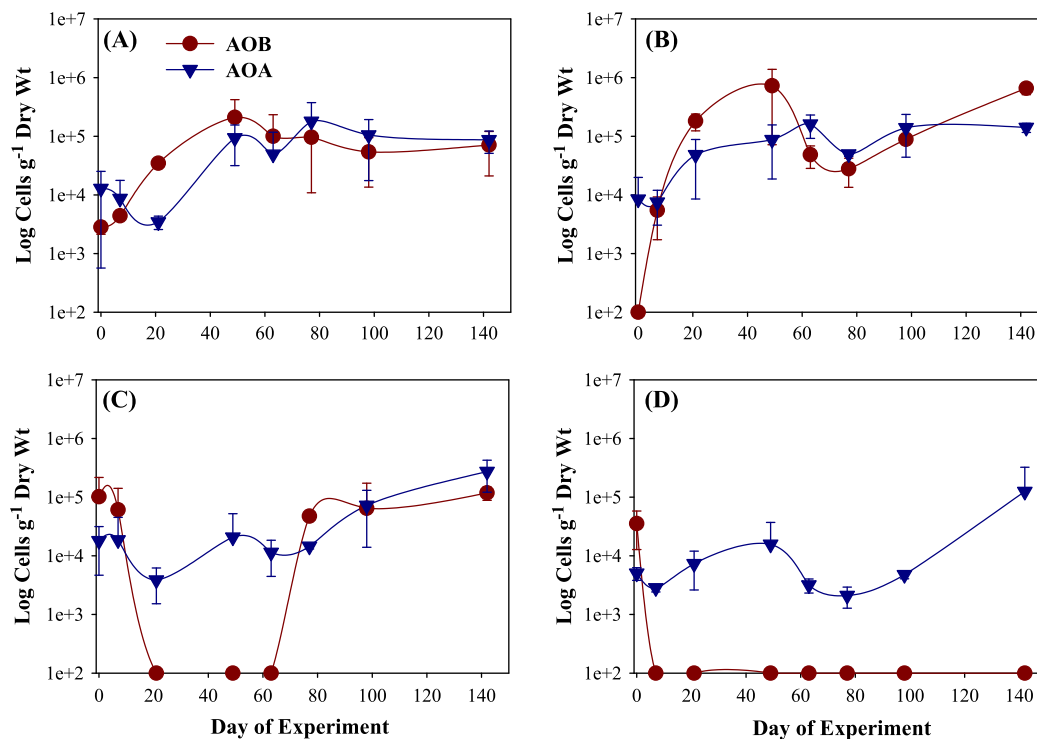 (A)
AOB
AOA
Log Cells g⁻¹ Dry Wt
1e+7
1e+6
1e+5
1e+4
1e+3
1e+2
0 20 40 60 80 100 120 140
(B)
Log Cells g⁻¹ Dry Wt
1e+7
1e+6
1e+5
1e+4
1e+3
1e+2
0 20 40 60 80 100 120 140
(C)
Log Cells g⁻¹ Dry Wt
1e+7
1e+6
1e+5
1e+4
1e+3
1e+2
0 20 40 60 80 100 120 140
Day of Experiment
(D)
Log Cells g⁻¹ Dry Wt
1e+7
1e+6
1e+5
1e+4
1e+3
1e+2
0 20 40 60 80 100 120 140
Day of Experiment